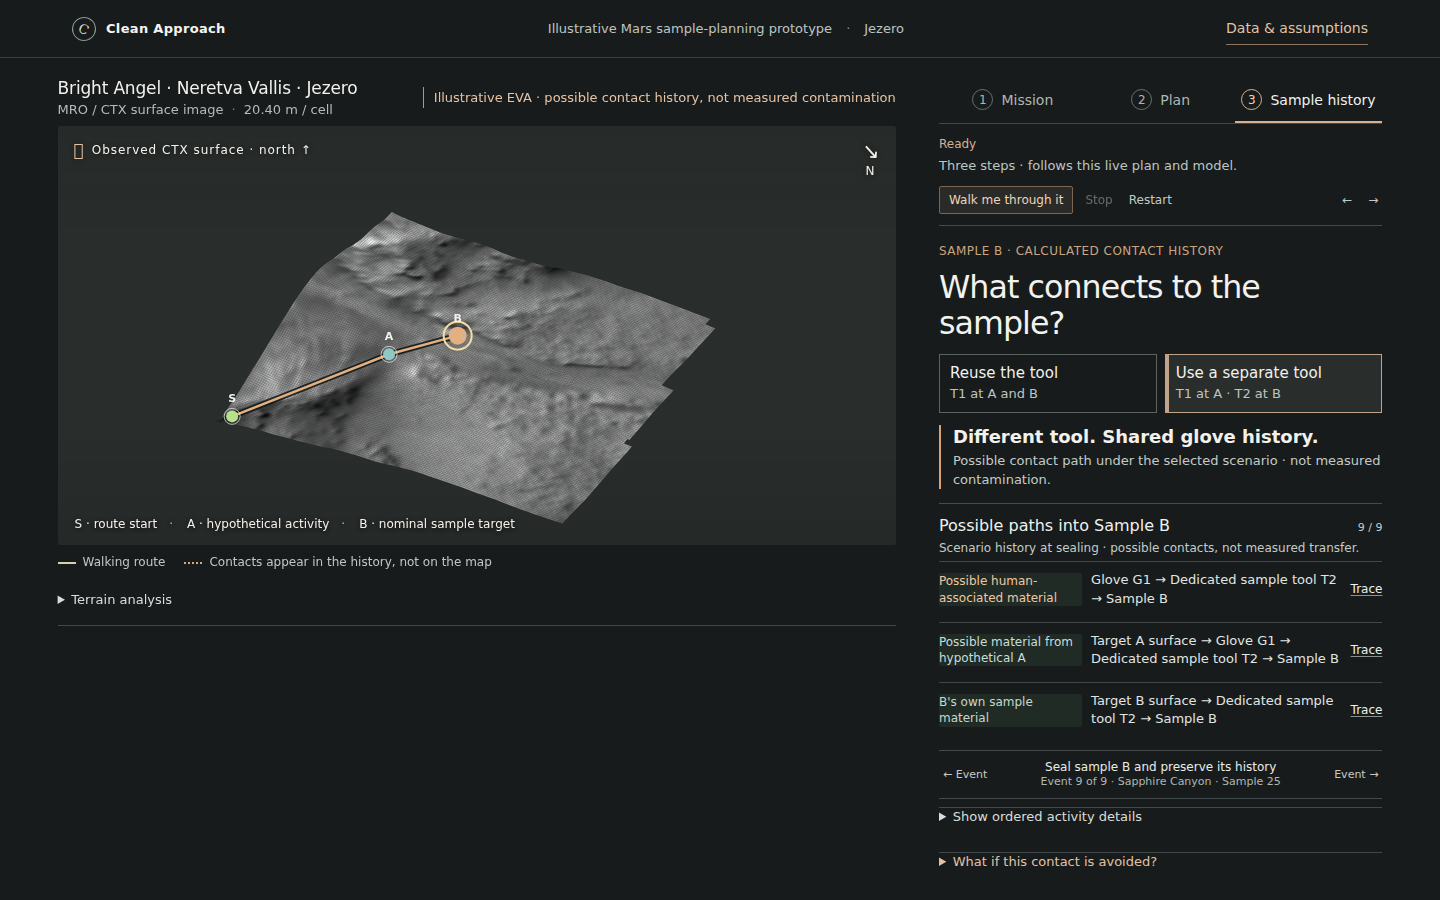 Clean Approach
Illustrative Mars sample-planning prototype · Jezero
Data & assumptions
Bright Angel · Neretva Vallis · Jezero
MRO / CTX surface image · 20.40 m / cell
Illustrative EVA · possible contact history, not measured contamination
Observed CTX surface · north ↑
N
S
A
B
S · route start · A · hypothetical activity · B · nominal sample target
Walking route
Contacts appear in the history, not on the map
▶ Terrain analysis
1 Mission
2 Plan
3 Sample history
Ready
Three steps · follows this live plan and model.
Walk me through it
Stop
Restart
← →
SAMPLE B · CALCULATED CONTACT HISTORY
What connects to the
sample?
Reuse the tool
T1 at A and B
Use a separate tool
T1 at A · T2 at B
Different tool. Shared glove history.
Possible contact path under the selected scenario · not measured
contamination.
Possible paths into Sample B
9 / 9
Scenario history at sealing · possible contacts, not measured transfer.
Possible human-
associated material
Glove G1 → Dedicated sample tool T2
→ Sample B
Trace
Possible material from
hypothetical A
Target A surface → Glove G1 →
Dedicated sample tool T2 → Sample B
Trace
B's own sample
material
Target B surface → Dedicated sample
tool T2 → Sample B
Trace
← Event
Seal sample B and preserve its history
Event 9 of 9 · Sapphire Canyon · Sample 25
Event →
▶ Show ordered activity details
▶ What if this contact is avoided?